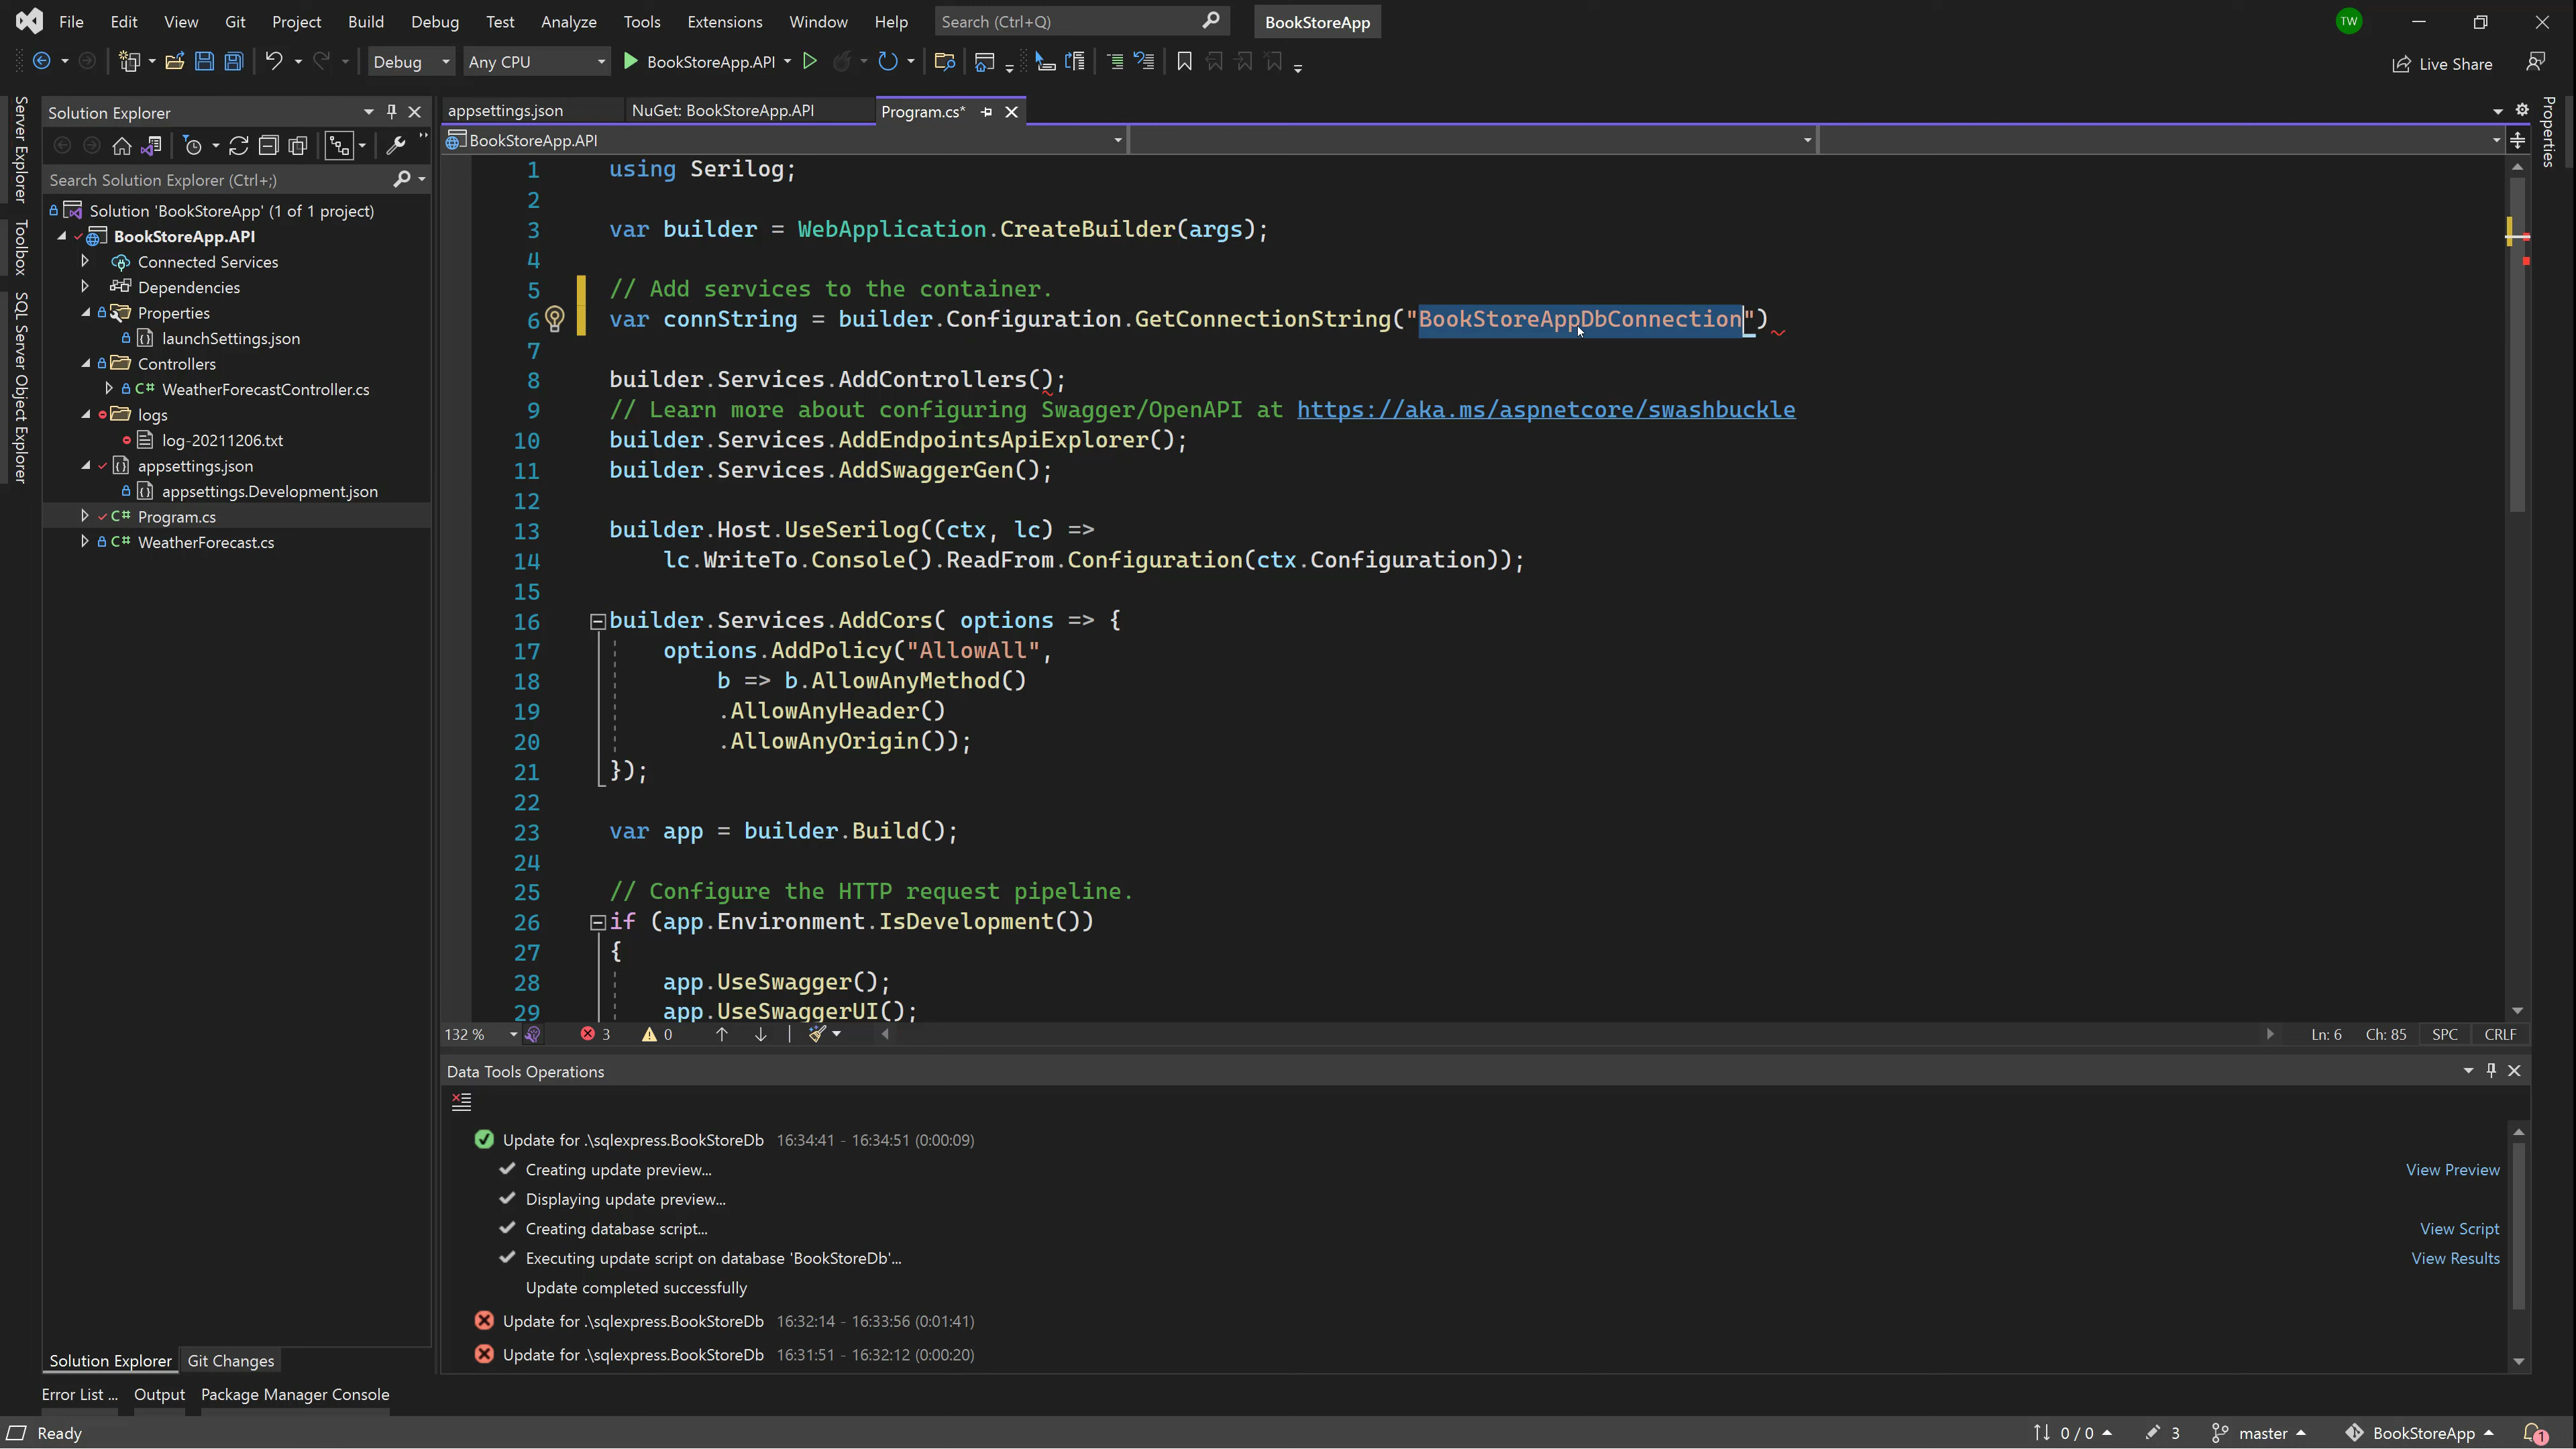 File Edit View Git Project Build Debug Test Analyze Tools Extensions Window Help Search (Ctrl+Q) BookStoreApp TW
Debug Any CPU BookStoreApp.API Live Share
Server Explorer
Toolbox
SQL Server Object Explorer
Solution Explorer
Search Solution Explorer (Ctrl+;)
Solution 'BookStoreApp' (1 of 1 project)
BookStoreApp.API
Connected Services
Dependencies
Properties
launchSettings.json
Controllers
C# WeatherForecastController.cs
logs
log-20211206.txt
appsettings.json
appsettings.Development.json
C# Program.cs
C# WeatherForecast.cs
Solution Explorer Git Changes
appsettings.json NuGet: BookStoreApp.API Program.cs*
BookStoreApp.API
1 using Serilog;
2
3 var builder = WebApplication.CreateBuilder(args);
4
5 // Add services to the container.
6 var connString = builder.Configuration.GetConnectionString("BookStoreAppDbConnection")
7
8 builder.Services.AddControllers();
9 // Learn more about configuring Swagger/OpenAPI at https://aka.ms/aspnetcore/swashbuckle
10 builder.Services.AddEndpointsApiExplorer();
11 builder.Services.AddSwaggerGen();
12
13 builder.Host.UseSerilog((ctx, lc) =>
14 lc.WriteTo.Console().ReadFrom.Configuration(ctx.Configuration));
15
16 builder.Services.AddCors( options => {
17 options.AddPolicy("AllowAll",
18 b => b.AllowAnyMethod()
19 .AllowAnyHeader()
20 .AllowAnyOrigin());
21 });
22
23 var app = builder.Build();
24
25 // Configure the HTTP request pipeline.
26 if (app.Environment.IsDevelopment())
27 {
28 app.UseSwagger();
29 app.UseSwaggerUI();
132 % 3 0 Ln: 6 Ch: 85 SPC CRLF
Properties
Data Tools Operations
Update for .\sqlexpress.BookStoreDb 16:34:41 - 16:34:51 (0:00:09)
Creating update preview... View Preview
Displaying update preview...
Creating database script... View Script
Executing update script on database 'BookStoreDb'... View Results
Update completed successfully
Update for .\sqlexpress.BookStoreDb 16:32:14 - 16:33:56 (0:01:41)
Update for .\sqlexpress.BookStoreDb 16:31:51 - 16:32:12 (0:00:20)
Error List ... Output Package Manager Console
Ready 0 / 0 3 master BookStoreApp 1